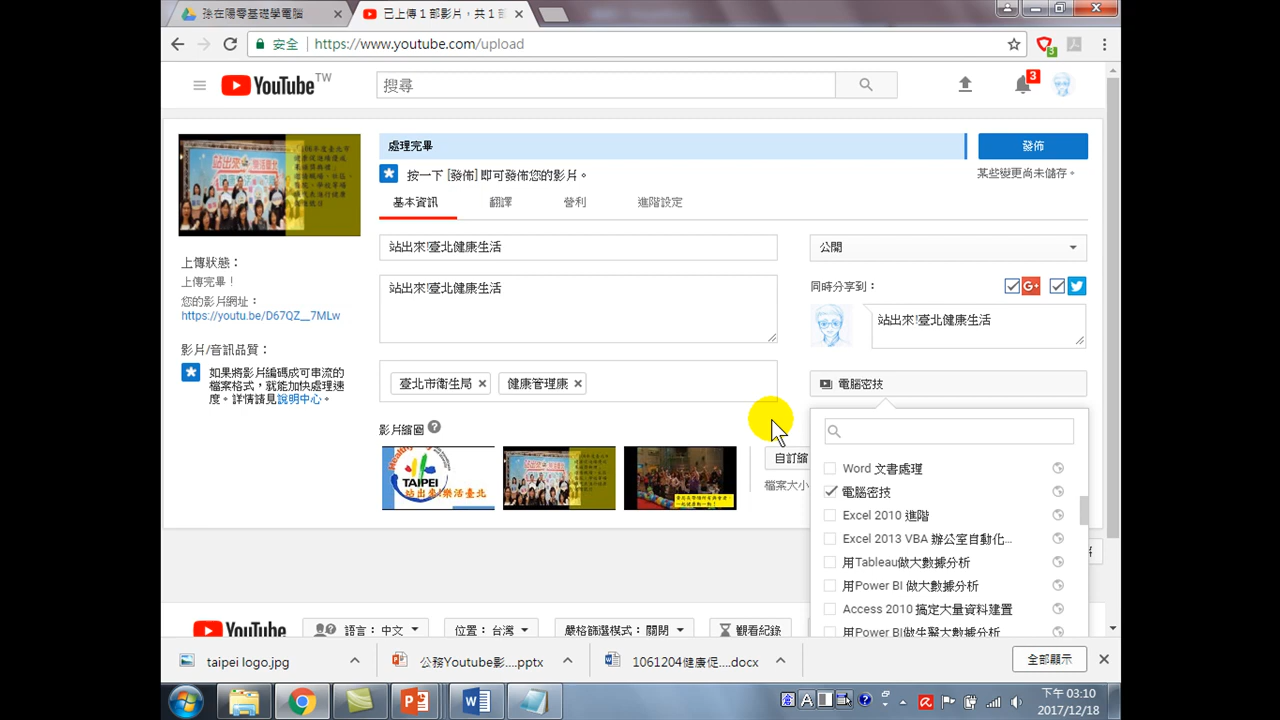 孫在陽零基礎學電腦
已上傳 1 部影片，共 1 部
安全 | https://www.youtube.com/upload
YouTube TW
搜尋
3
3
處理完畢
發佈
按一下 [發佈] 即可發佈您的影片。
某些變更尚未儲存。
基本資訊 翻譯 營利 進階設定
站出來!臺北健康生活
公開
上傳狀態：
上傳完畢！
您的影片網址：
https://youtu.be/D67QZ__7MLw
站出來!臺北健康生活
同時分享到：
G+
站出來!臺北健康生活
影片/音訊品質：
如果將影片編碼成可串流的
檔案格式，就能加快處理速
度。詳情請見說明中心。
臺北市衛生局 健康管理康
電腦密技
影片縮圖
TAIPEI
站出來!樂活臺北
自訂縮
檔案大小
Word 文書處理
電腦密技
Excel 2010 進階
Excel 2013 VBA 辦公室自動化...
用Tableau做大數據分析
用Power BI 做大數據分析
Access 2010 搞定大量資料建置
用Power BI做生醫大數據分析
YouTube
語言： 中文
位置： 台灣
嚴格篩選模式： 關閉
觀看紀錄
taipei logo.jpg
公務Youtube影....pptx
1061204健康促....docx
全部顯示
下午 03:10
2017/12/18